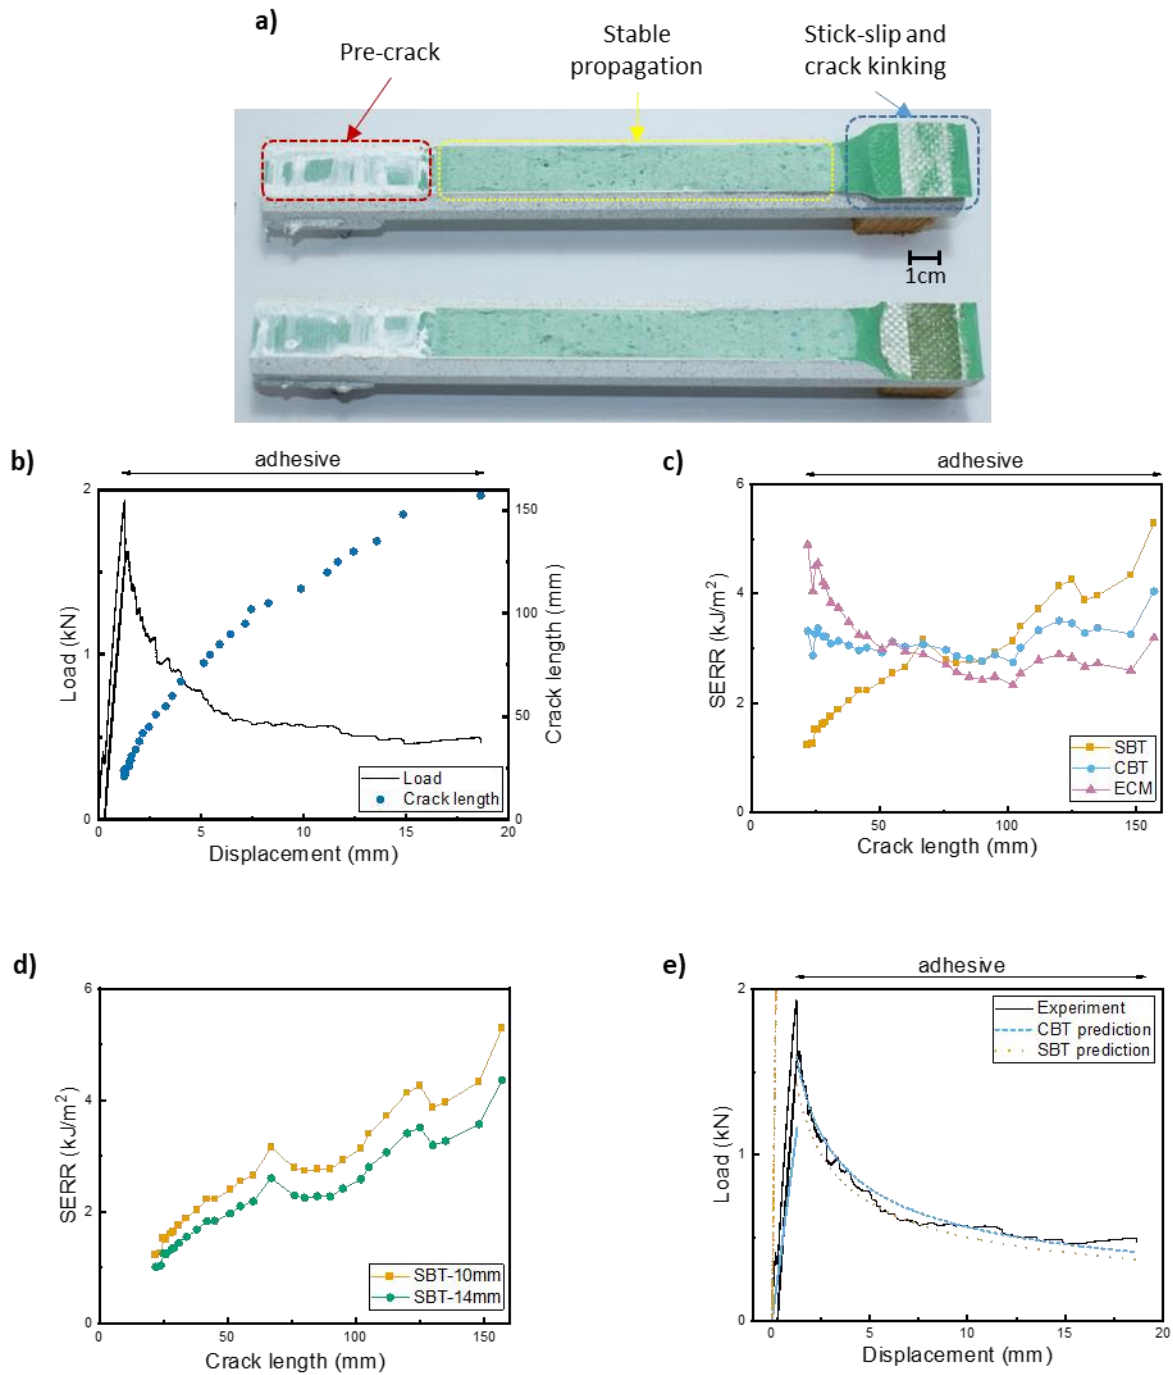 a)
Pre-crack
Stable
propagation
Stick-slip and
crack kinking
1cm
b)
adhesive
2
1
0
Load (kN)
150
100
50
0
Crack length (mm)
Load
Crack length
0 5 10 15 20
Displacement (mm)
c)
adhesive
6
4
2
0
SERR (kJ/m²)
SBT
CBT
ECM
0 50 100 150
Crack length (mm)
d)
6
4
2
0
SERR (kJ/m²)
SBT-10mm
SBT-14mm
0 50 100 150
Crack length (mm)
e)
adhesive
2
1
0
Load (kN)
Experiment
CBT prediction
SBT prediction
0 5 10 15 20
Displacement (mm)